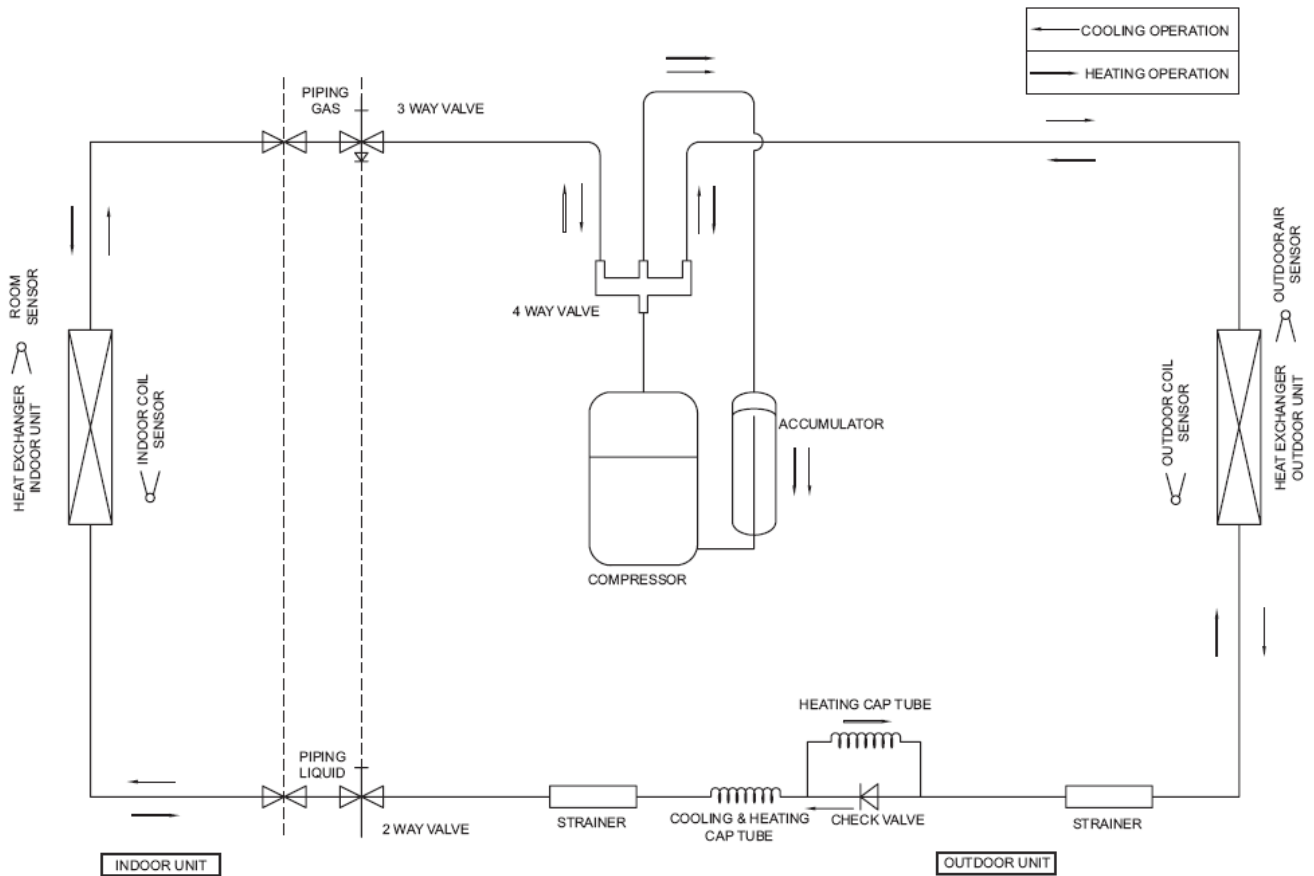 COOLING OPERATION
HEATING OPERATION
PIPING
GAS
3 WAY VALVE
4 WAY VALVE
ROOM
SENSOR
HEAT EXCHANGER
INDOOR UNIT
INDOOR COIL
SENSOR
COMPRESSOR
ACCUMULATOR
OUTDOOR COIL
SENSOR
OUTDOOR AIR
SENSOR
HEAT EXCHANGER
OUTDOOR UNIT
HEATING CAP TUBE
PIPING
LIQUID
2 WAY VALVE
STRAINER
COOLING & HEATING
CAP TUBE
CHECK VALVE
STRAINER
INDOOR UNIT
OUTDOOR UNIT